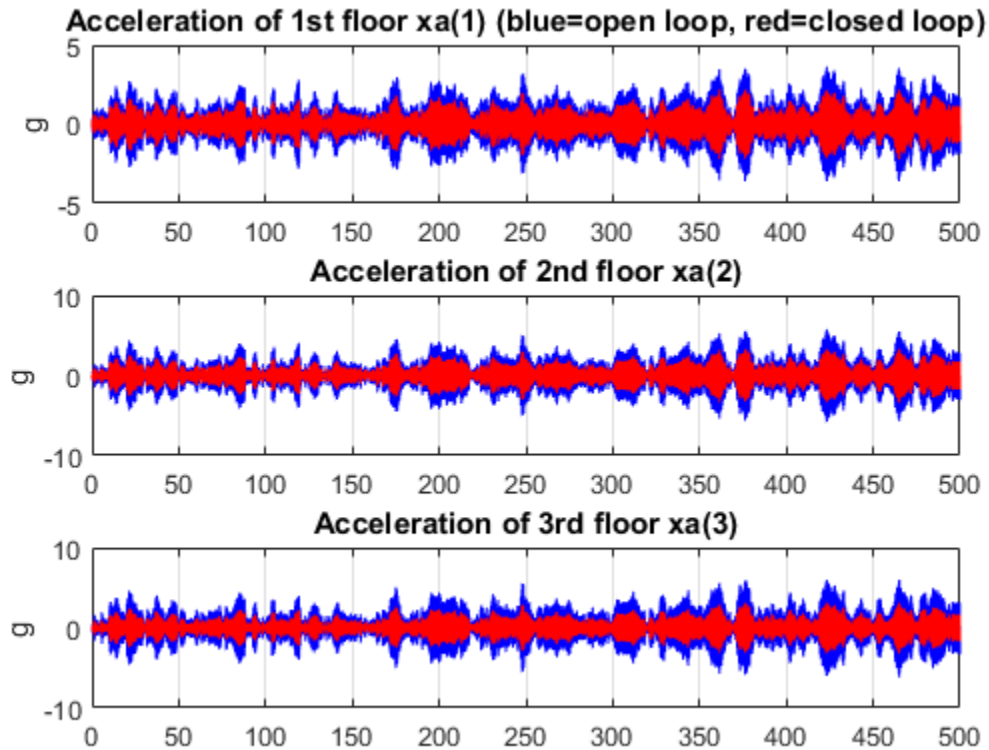 Acceleration of 1st floor xa(1) (blue=open loop, red=closed loop)
5
g
0
-5
0 50 100 150 200 250 300 350 400 450 500
Acceleration of 2nd floor xa(2)
10
g
0
-10
0 50 100 150 200 250 300 350 400 450 500
Acceleration of 3rd floor xa(3)
10
g
0
-10
0 50 100 150 200 250 300 350 400 450 500